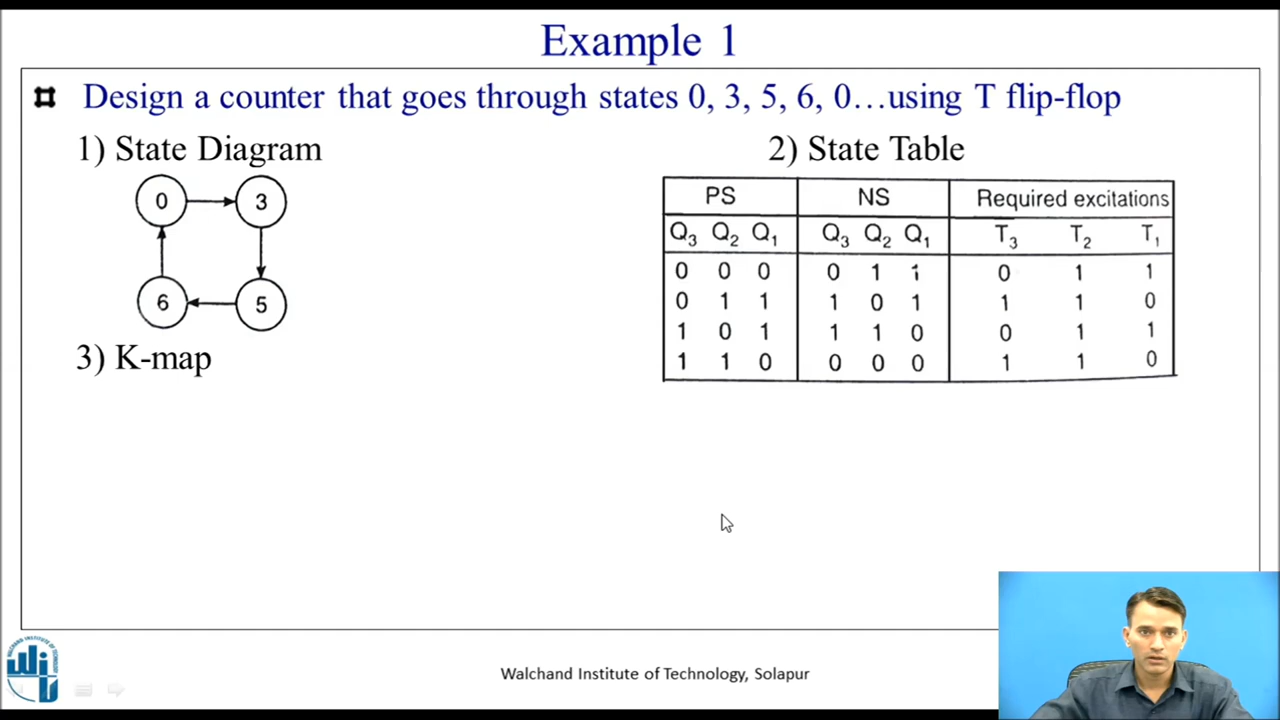 Example 1
Design a counter that goes through states 0, 3, 5, 6, 0…using T flip-flop
1) State Diagram
2) State Table
0 3
6 5
3) K-map
PS NS Required excitations
Q3 Q2 Q1 Q3 Q2 Q1 T3 T2 T1
0 0 0 0 1 1 0 1 1
0 1 1 1 0 1 1 1 0
1 0 1 1 1 0 0 1 1
1 1 0 0 0 0 1 1 0
Walchand Institute of Technology, Solapur